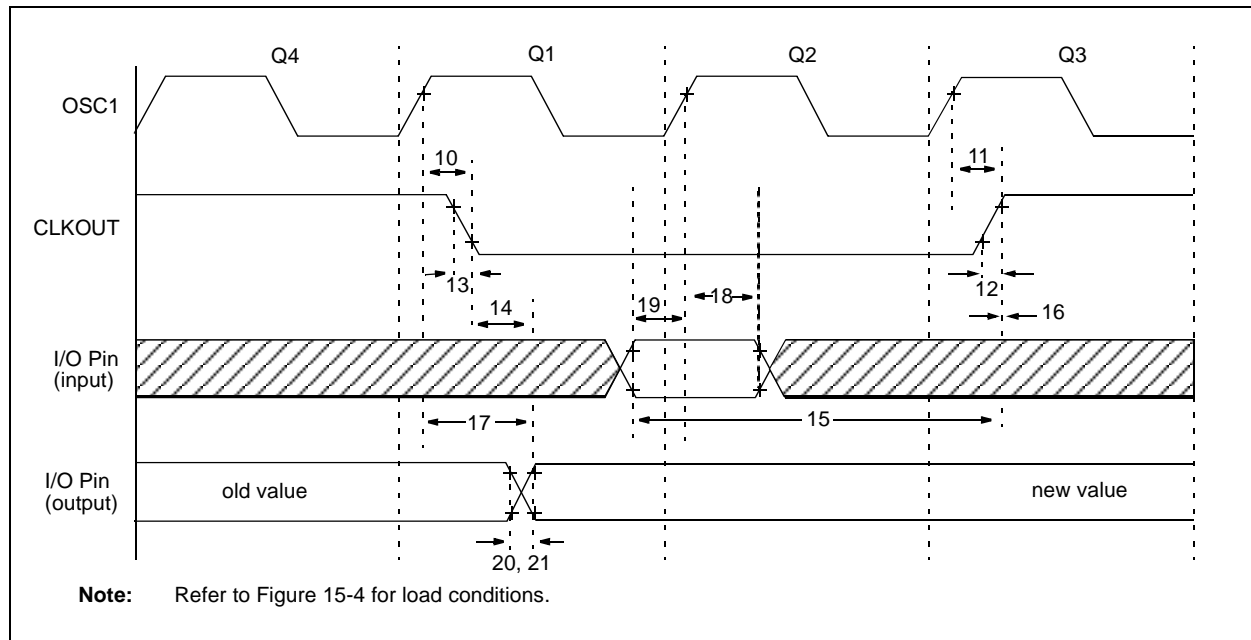 Q4 Q1 Q2 Q3
OSC1
10 11
CLKOUT
13 12
14 19 18 16
I/O Pin
(input)
17 15
I/O Pin
(output)
old value new value
20, 21
Note: Refer to Figure 15-4 for load conditions.